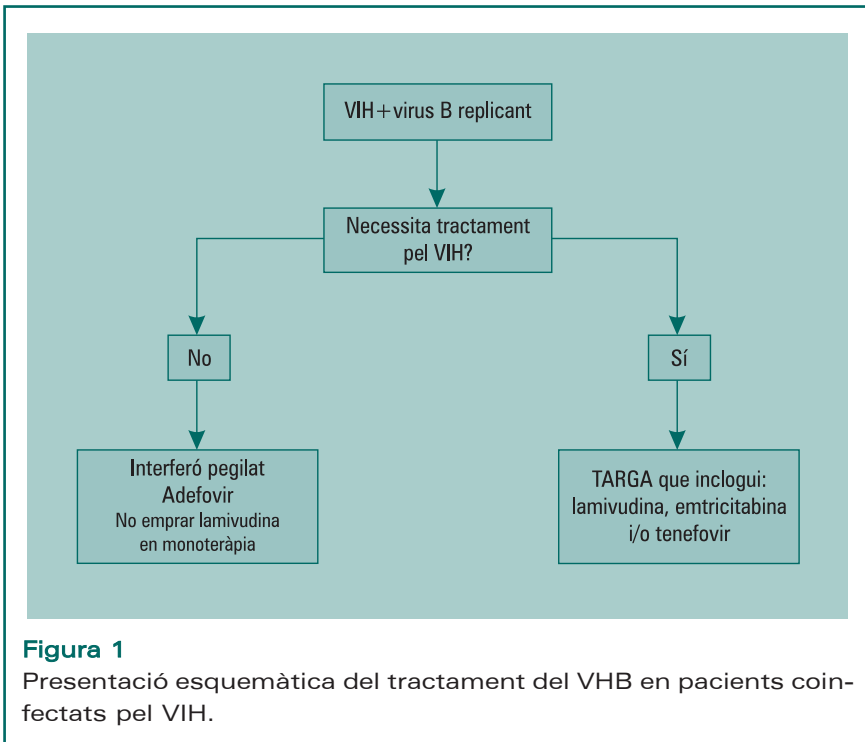 VIH+virus B replicant
Necessita tractament
pel VIH?
No
Sí
Interferó pegilat
Adefovir
No emprar lamivudina
en monoteràpia
TARGA que inclogui:
lamivudina, emtricitabina
i/o tenefovir
Figura 1
Presentació esquemàtica del tractament del VHB en pacients coin-
fectats pel VIH.